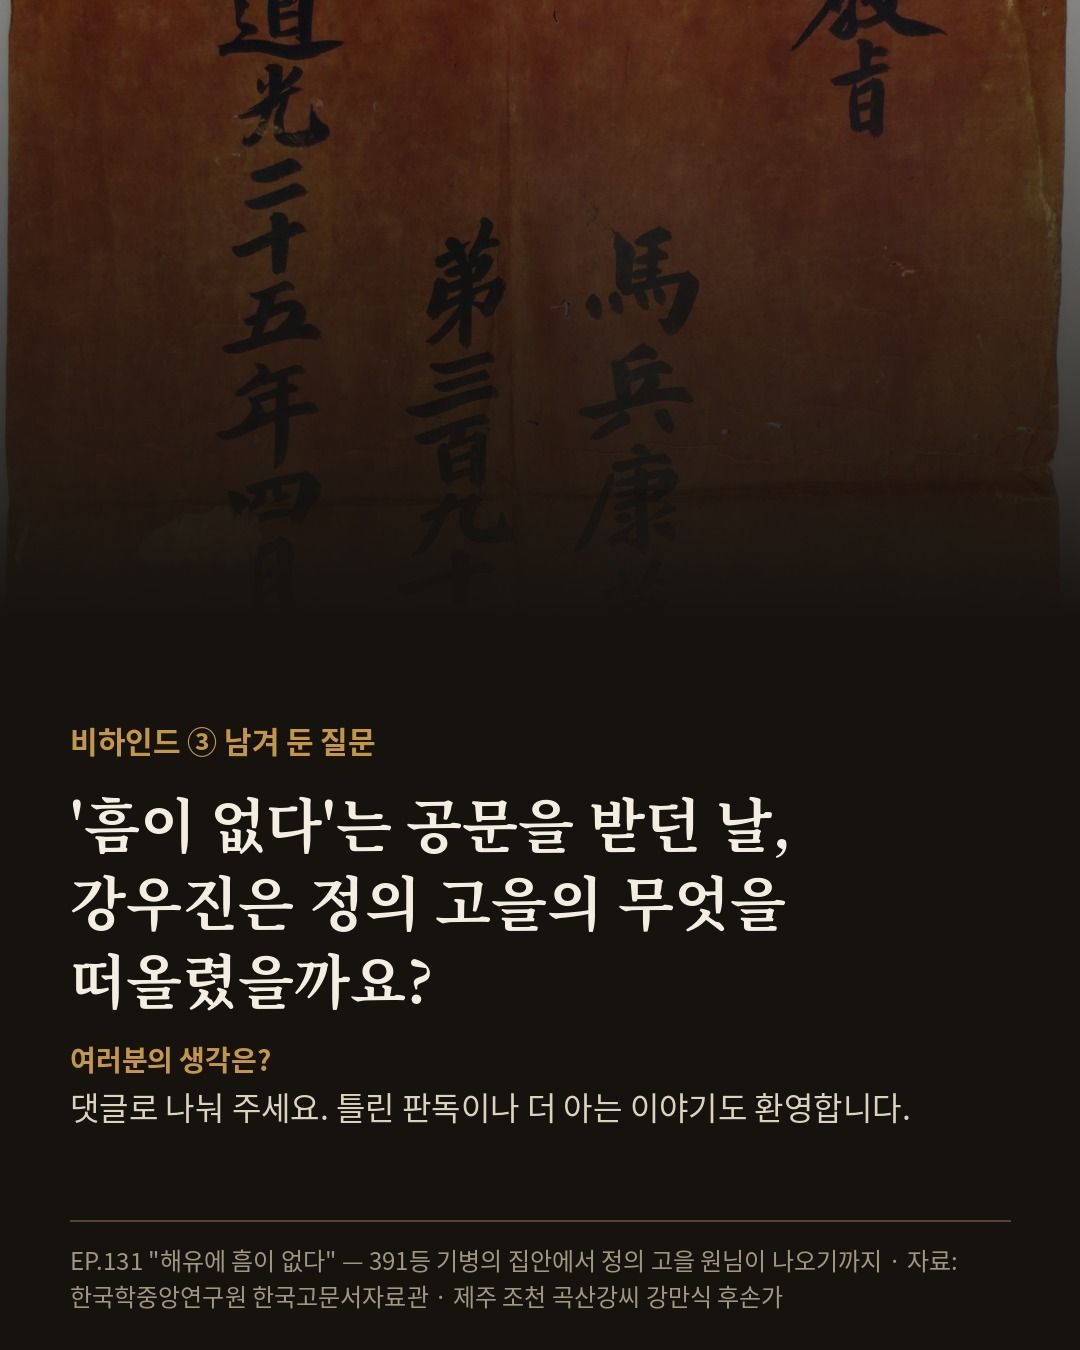 教旨
馬兵康
弟三百九十
道光二十五年四月
비하인드 ③ 남겨 둔 질문
'흠이 없다'는 공문을 받던 날,
강우진은 정의 고을의 무엇을
떠올렸을까요?
여러분의 생각은?
댓글로 나눠 주세요. 틀린 판독이나 더 아는 이야기도 환영합니다.
EP.131 "해유에 흠이 없다" — 391등 기병의 집안에서 정의 고을 원님이 나오기까지 · 자료:
한국학중앙연구원 한국고문서자료관 · 제주 조천 곡산강씨 강만식 후손가